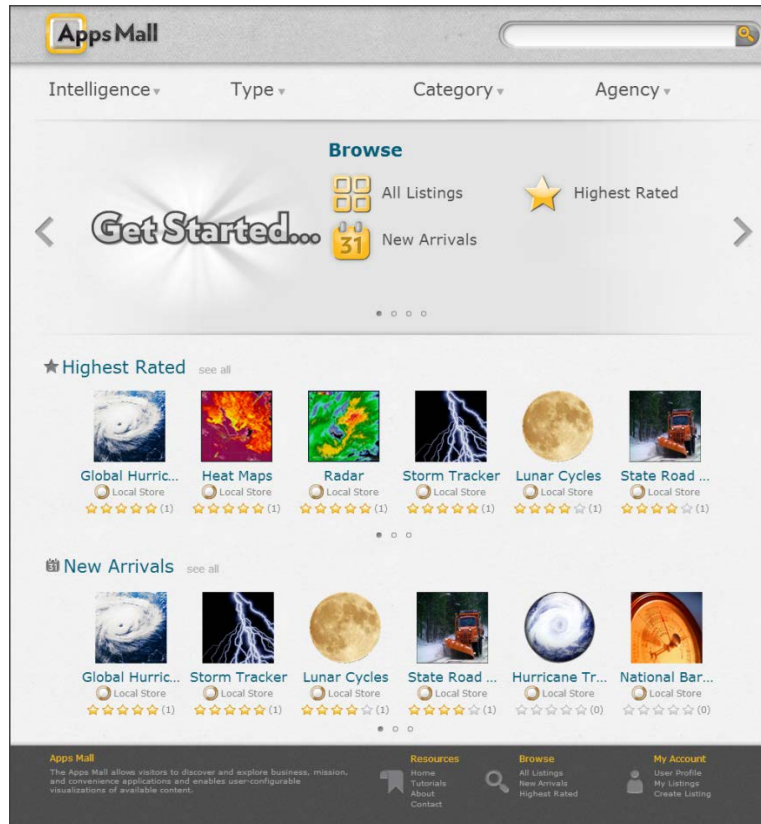 Apps Mall
Intelligence Type Category Agency
Browse
All Listings Highest Rated
Get Started...
31 New Arrivals
Highest Rated see all
Global Hurric... Heat Maps Radar Storm Tracker Lunar Cycles State Road ...
Local Store Local Store Local Store Local Store Local Store Local Store
(1) (1) (1) (1) (1) (1)
31 New Arrivals see all
Global Hurric... Storm Tracker Lunar Cycles State Road ... Hurricane Tr... National Bar...
Local Store Local Store Local Store Local Store Local Store Local Store
(1) (1) (1) (1) (0) (0)
Apps Mall
The Apps Mall allows visitors to discover and explore business, mission,
and convenience applications and enables user-configurable
visualizations of available content.
Resources
Home
Tutorials
About
Contact
Browse
All Listings
New Arrivals
Highest Rated
My Account
User Profile
My Listings
Create Listing